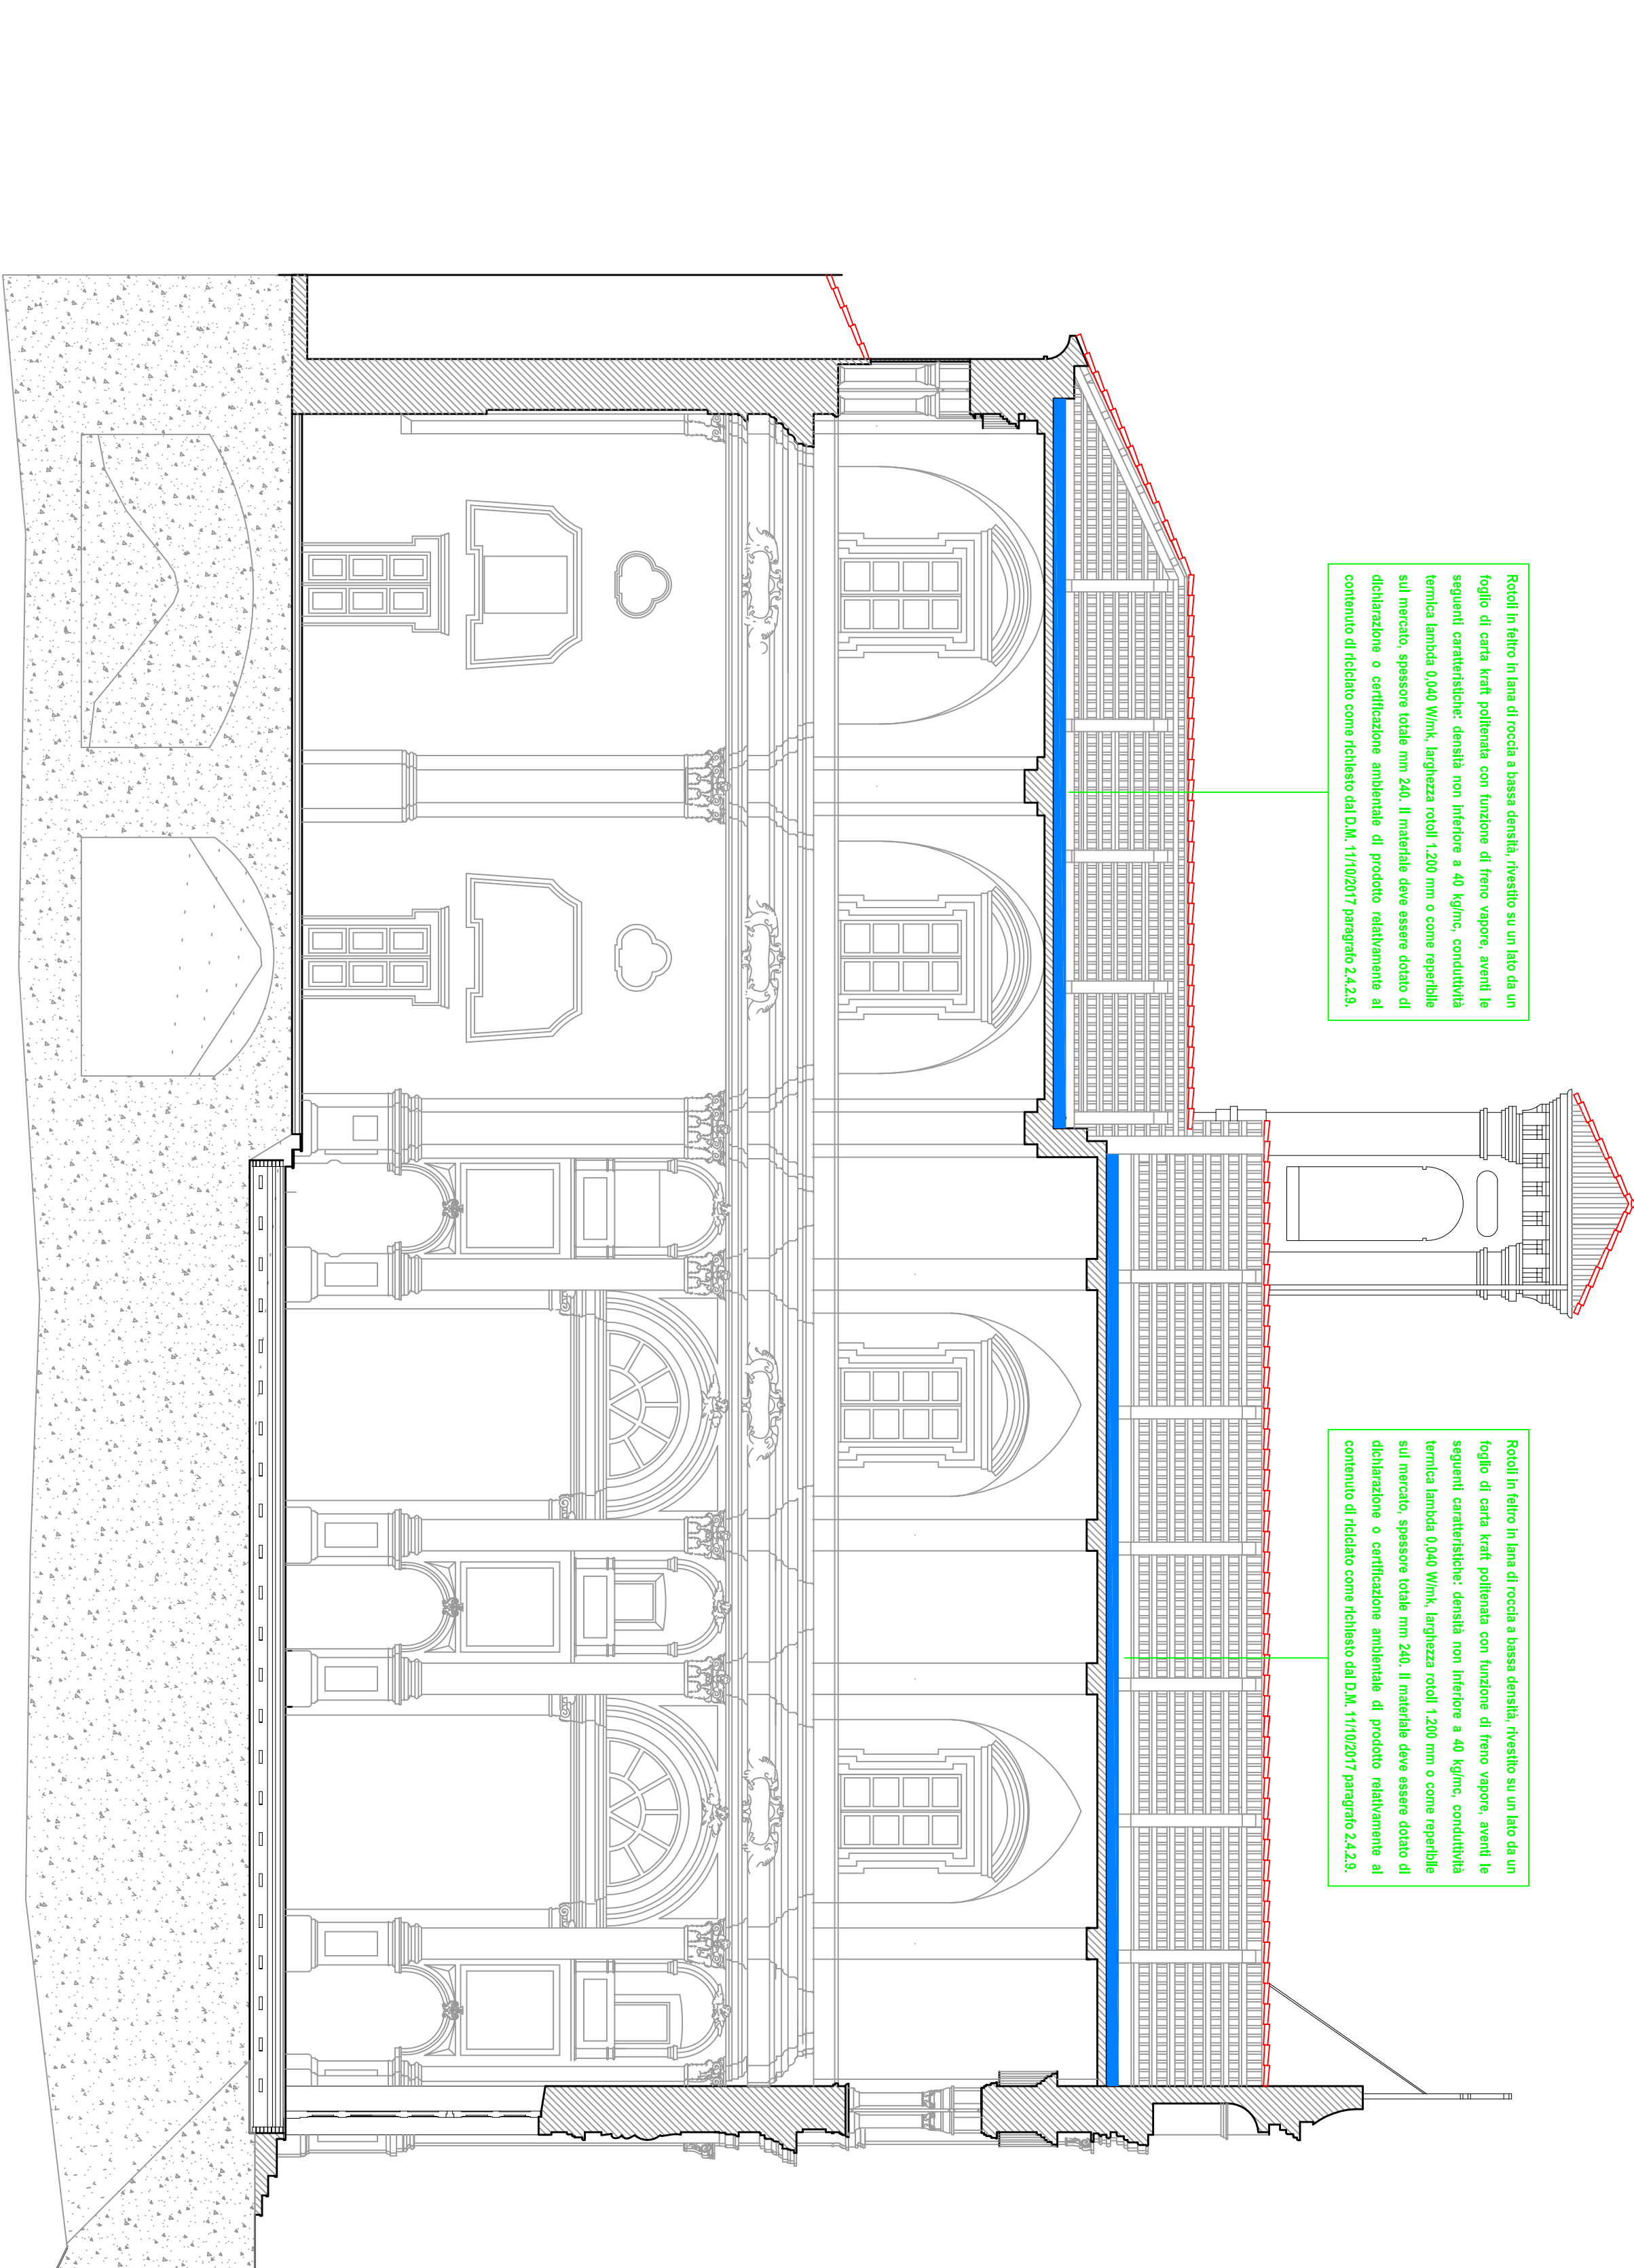 Rotoli in feltro in lana di roccia a bassa densità, rivestito su un lato da un
foglio di carta kraft politenata con funzione di freno vapore, aventi le
seguenti caratteristiche: densità non inferiore a 40 kg/mc, conduttività
termica lambda 0,040 W/mk, larghezza rotoli 1.200 mm o come reperibile
sul mercato, spessore totale mm 240. Il materiale deve essere dotato di
dichiarazione o certificazione ambientale di prodotto relativamente al
contenuto di riciclato come richiesto dal D.M. 11/10/2017 paragrafo 2.4.2.9.
Rotoli in feltro in lana di roccia a bassa densità, rivestito su un lato da un
foglio di carta kraft politenata con funzione di freno vapore, aventi le
seguenti caratteristiche: densità non inferiore a 40 kg/mc, conduttività
termica lambda 0,040 W/mk, larghezza rotoli 1.200 mm o come reperibile
sul mercato, spessore totale mm 240. Il materiale deve essere dotato di
dichiarazione o certificazione ambientale di prodotto relativamente al
contenuto di riciclato come richiesto dal D.M. 11/10/2017 paragrafo 2.4.2.9.